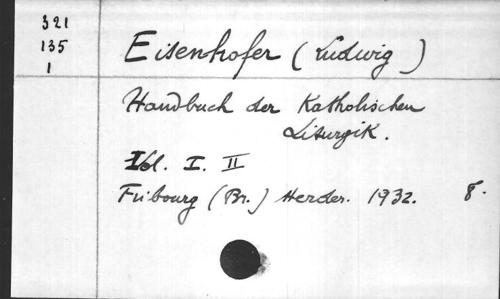 321
135
1
Eisenhofer (Ludwig)
Handbuch der Katholischen
Liturgik.
Vol. I. II
Fribourg (Br.) Herder. 1932. 8.